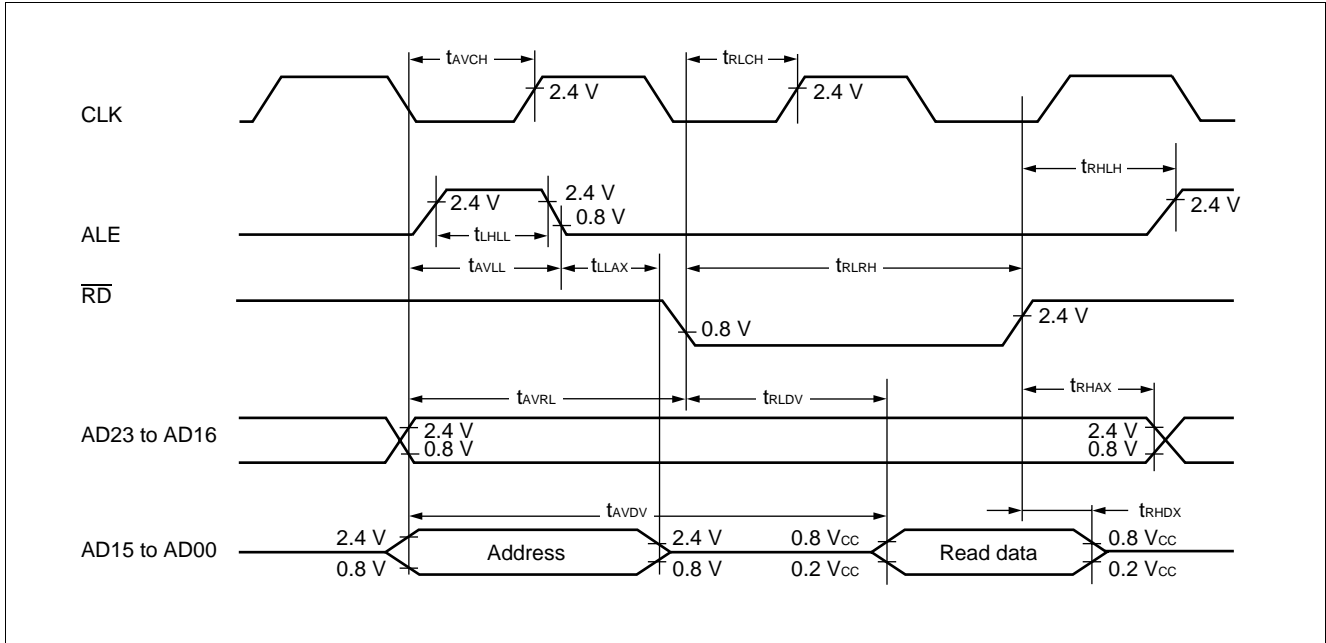 tAVCH
tRLCH
CLK
2.4 V
2.4 V
tRHLH
ALE
2.4 V
2.4 V
0.8 V
2.4 V
tLHLL
tAVLL
tLLAX
tRLRH
RD
0.8 V
2.4 V
tAVRL
tRLDV
tRHAX
AD23 to AD16
2.4 V
0.8 V
2.4 V
0.8 V
tAVDV
tRHDX
AD15 to AD00
2.4 V
0.8 V
Address
2.4 V
0.8 V
0.8 VCC
0.2 VCC
Read data
0.8 VCC
0.2 VCC